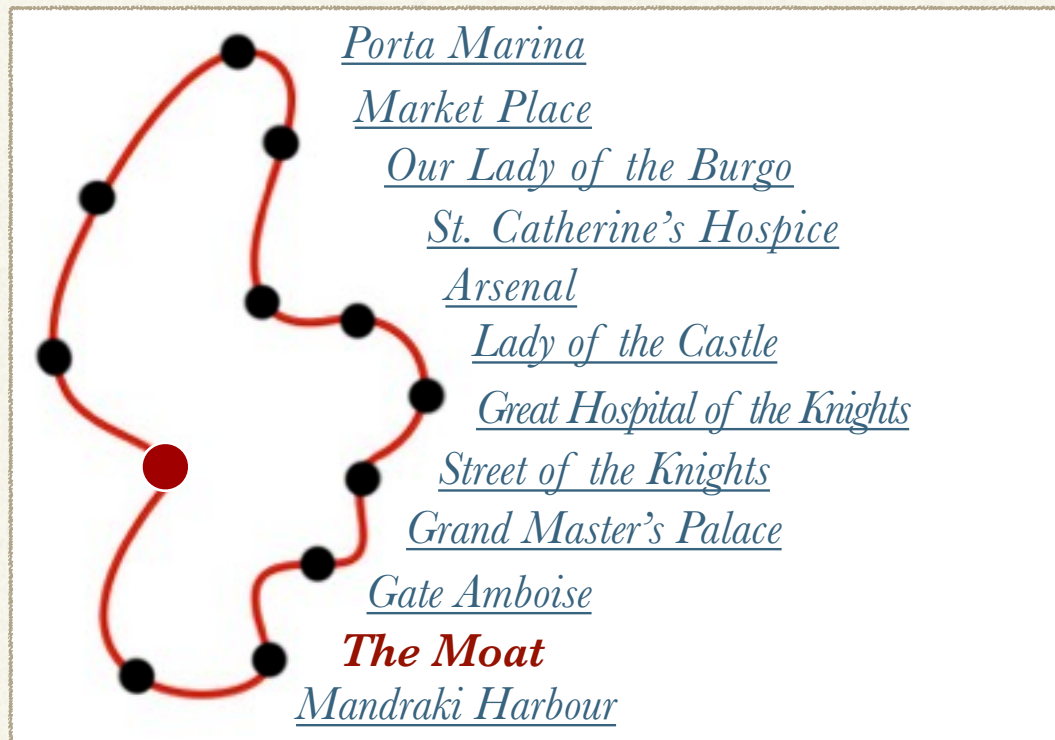 Porta Marina
Market Place
Our Lady of the Burgo
St. Catherine’s Hospice
Arsenal
Lady of the Castle
Great Hospital of the Knights
Street of the Knights
Grand Master’s Palace
Gate Amboise
The Moat
Mandraki Harbour